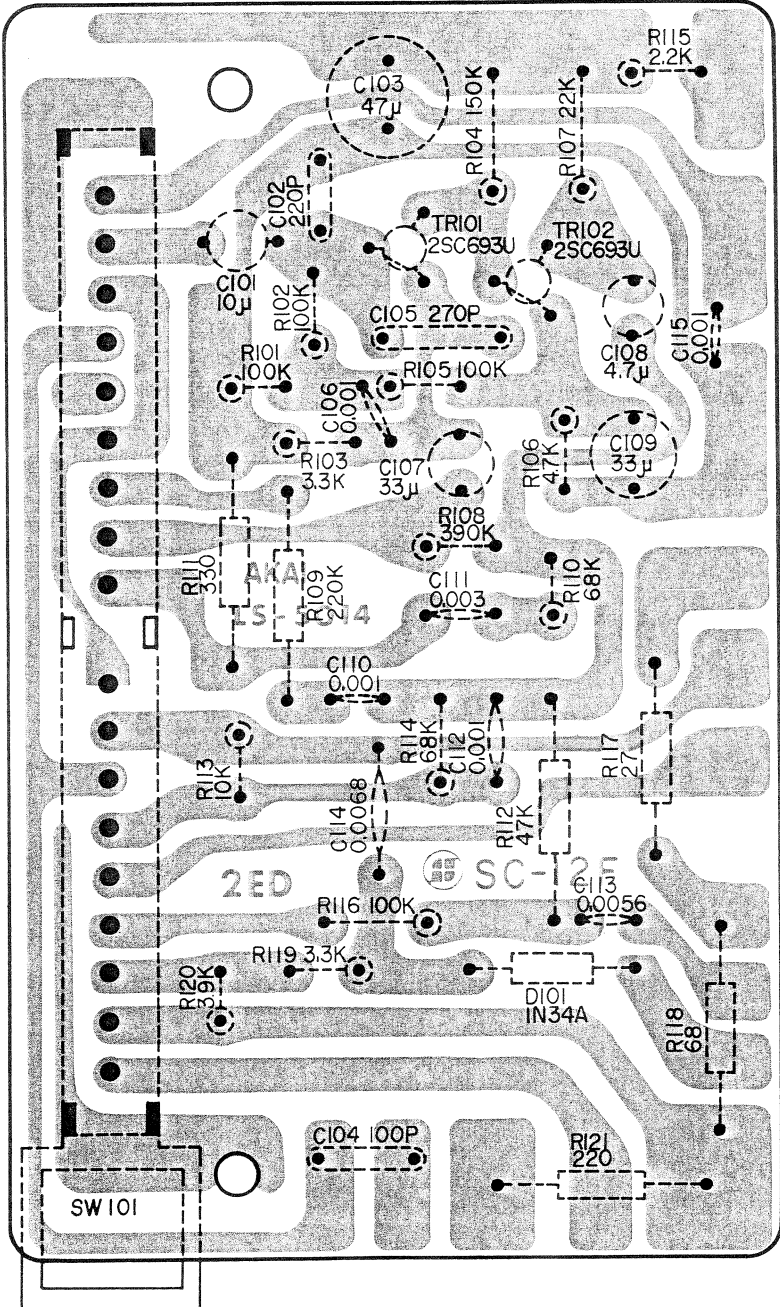 R115
2.2K
C103
47μ
R104 150K
R107 22K
C102
220P
TR101
2SC693U
TR102
2SC693U
C101
10μ
R102
100K
C105 270P
C108
4.7μ
C115
0.001
R101
100K
R105 100K
C106
0.001
R103
3.3K
C107
33μ
R106
4.7K
C109
33μ
R108
390K
R111
330
R109
220K
C111
0.003
R110
68K
AKA
C110
0.001
R114
68K
C112
0.001
R117
27
R113
10K
C114
0.0068
R112
47K
2ED
SC-12F
C113
0.0056
R116 100K
R119 3.3K
R120
3.9K
D101
1N34A
R118
68
C104 100P
R121
220
SW101